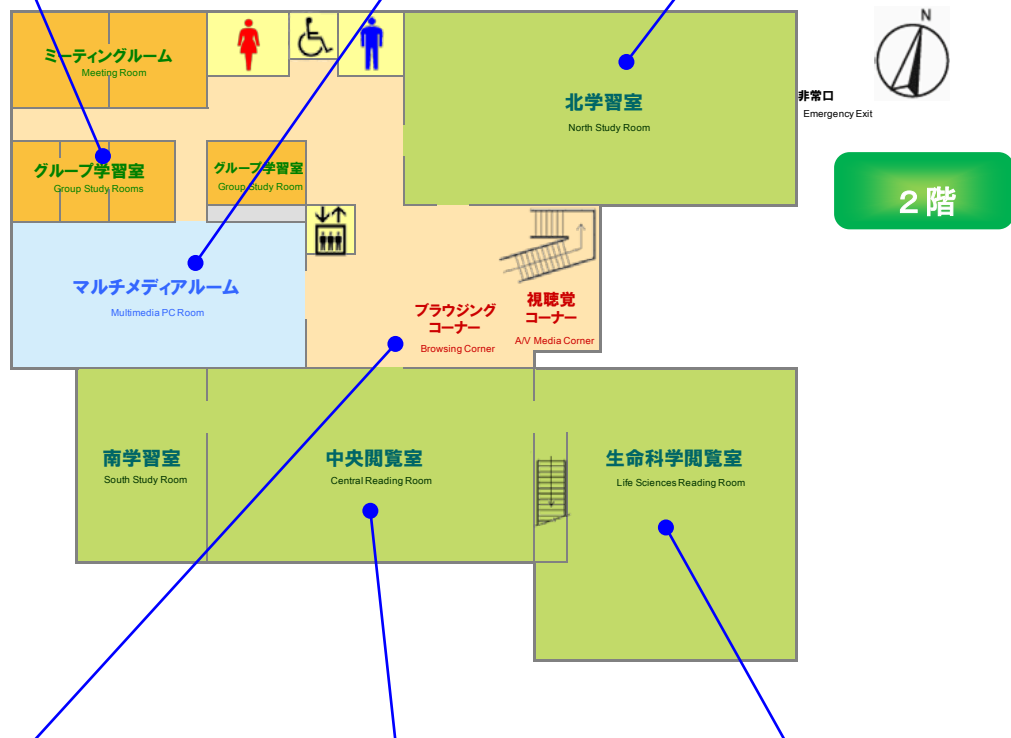 ミーティングルーム
Meeting Room
北学習室
North Study Room
N
非常口
Emergency Exit
２階
グループ学習室
Group Study Rooms
グループ学習室
Group Study Room
マルチメディアルーム
Multimedia PC Room
ブラウジング
コーナー
Browsing Corner
視聴覚
コーナー
A/V Media Corner
南学習室
South Study Room
中央閲覧室
Central Reading Room
生命科学閲覧室
Life Sciences Reading Room